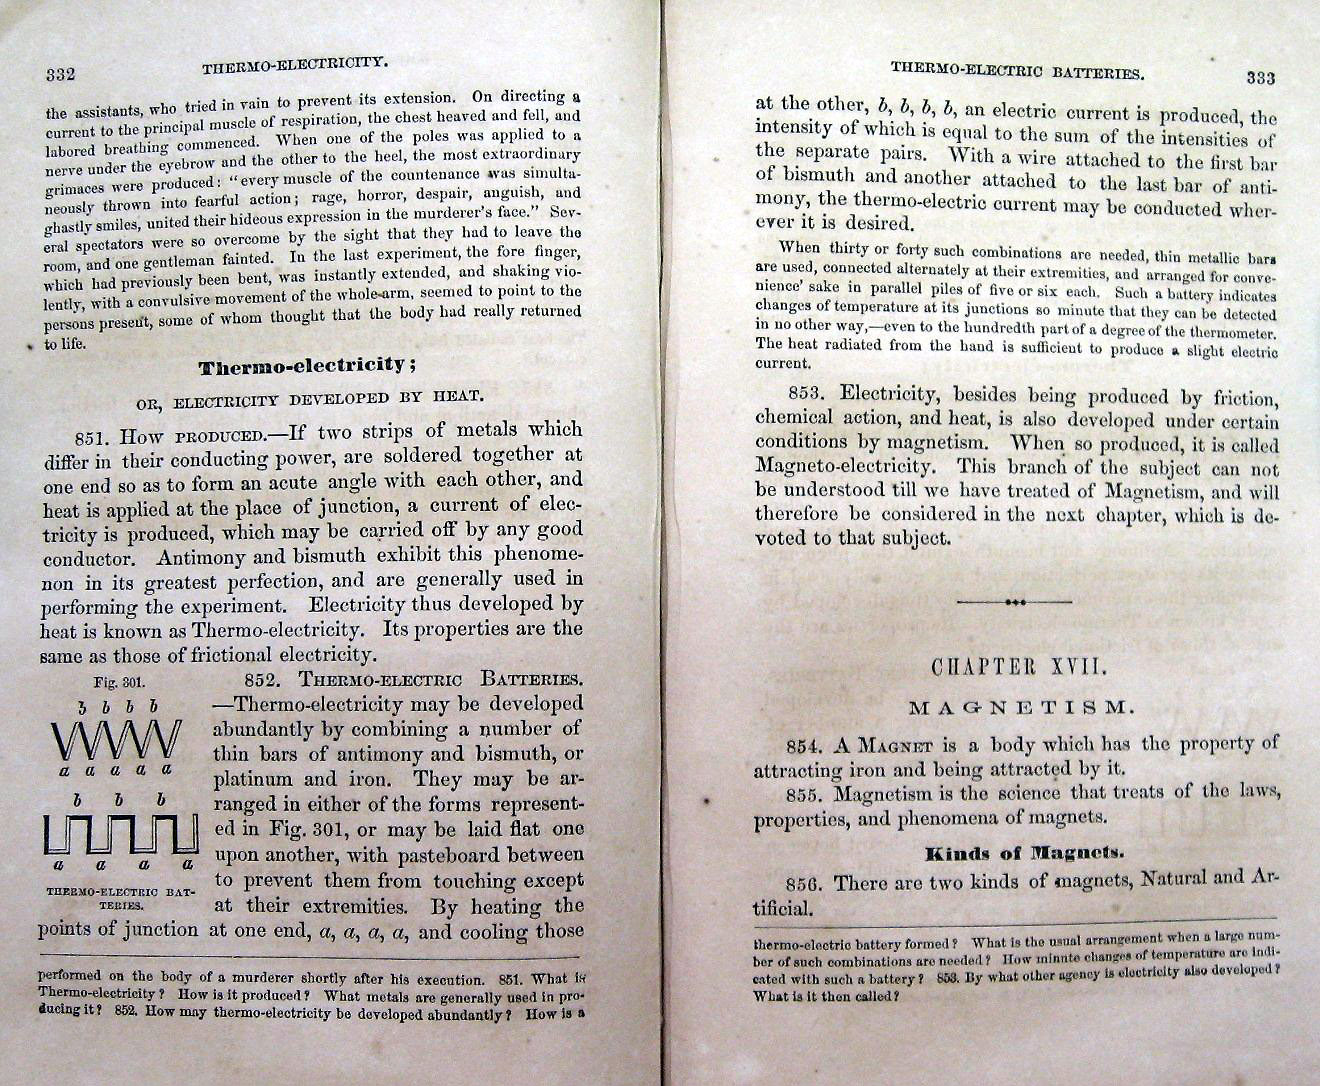 332
THERMO-ELECTRICITY.
the assistants, who tried in vain to prevent its extension. On directing a
current to the principal muscle of respiration, the chest heaved and fell, and
labored breathing commenced. When one of the poles was applied to a
nerve under the eyebrow and the other to the heel, the most extraordinary
grimaces were produced: "every muscle of the countenance was simulta-
neously thrown into fearful action; rage, horror, despair, anguish, and
ghastly smiles, united their hideous expression in the murderer's face." Sev-
eral spectators were so overcome by the sight that they had to leave the
room, and one gentleman fainted. In the last experiment, the fore finger,
which had previously been bent, was instantly extended, and shaking vio-
lently, with a convulsive movement of the whole arm, seemed to point to the
persons present, some of whom thought that the body had really returned
to life.
Thermo-electricity;
OR, ELECTRICITY DEVELOPED BY HEAT.
851. HOW PRODUCED.—If two strips of metals which
differ in their conducting power, are soldered together at
one end so as to form an acute angle with each other, and
heat is applied at the place of junction, a current of elec-
tricity is produced, which may be carried off by any good
conductor. Antimony and bismuth exhibit this phenome-
non in its greatest perfection, and are generally used in
performing the experiment. Electricity thus developed by
heat is known as Thermo-electricity. Its properties are the
same as those of frictional electricity.
Fig. 301.
b b b b
a a a a a
b b b
a a a a
THERMO-ELECTRIC BAT-
TERIES.
852. THERMO-ELECTRIC BATTERIES.
—Thermo-electricity may be developed
abundantly by combining a number of
thin bars of antimony and bismuth, or
platinum and iron. They may be ar-
ranged in either of the forms represent-
ed in Fig. 301, or may be laid flat one
upon another, with pasteboard between
to prevent them from touching except
at their extremities. By heating the
points of junction at one end, a, a, a, a, and cooling those
performed on the body of a murderer shortly after his execution. 851. What is
Thermo-electricity? How is it produced? What metals are generally used in pro-
ducing it? 852. How may thermo-electricity be developed abundantly? How is a
THERMO-ELECTRIC BATTERIES.
333
at the other, b, b, b, b, an electric current is produced, the
intensity of which is equal to the sum of the intensities of
the separate pairs. With a wire attached to the first bar
of bismuth and another attached to the last bar of anti-
mony, the thermo-electric current may be conducted wher-
ever it is desired.
When thirty or forty such combinations are needed, thin metallic bars
are used, connected alternately at their extremities, and arranged for conve-
nience' sake in parallel piles of five or six each. Such a battery indicates
changes of temperature at its junctions so minute that they can be detected
in no other way,—even to the hundredth part of a degree of the thermometer.
The heat radiated from the hand is sufficient to produce a slight electric
current.
853. Electricity, besides being produced by friction,
chemical action, and heat, is also developed under certain
conditions by magnetism. When so produced, it is called
Magneto-electricity. This branch of the subject can not
be understood till we have treated of Magnetism, and will
therefore be considered in the next chapter, which is de-
voted to that subject.
CHAPTER XVII.
MAGNETISM.
854. A MAGNET is a body which has the property of
attracting iron and being attracted by it.
855. Magnetism is the science that treats of the laws,
properties, and phenomena of magnets.
Kinds of Magnets.
856. There are two kinds of magnets, Natural and Ar-
tificial.
thermo-electric battery formed? What is the usual arrangement when a large num-
ber of such combinations are needed? How minute changes of temperature are indi-
cated with such a battery? 853. By what other agency is electricity also developed?
What is it then called?